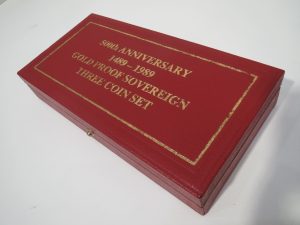 500th ANNIVERSARY
1489-1989
GOLD PROOF SOVEREIGN
THREE COIN SET